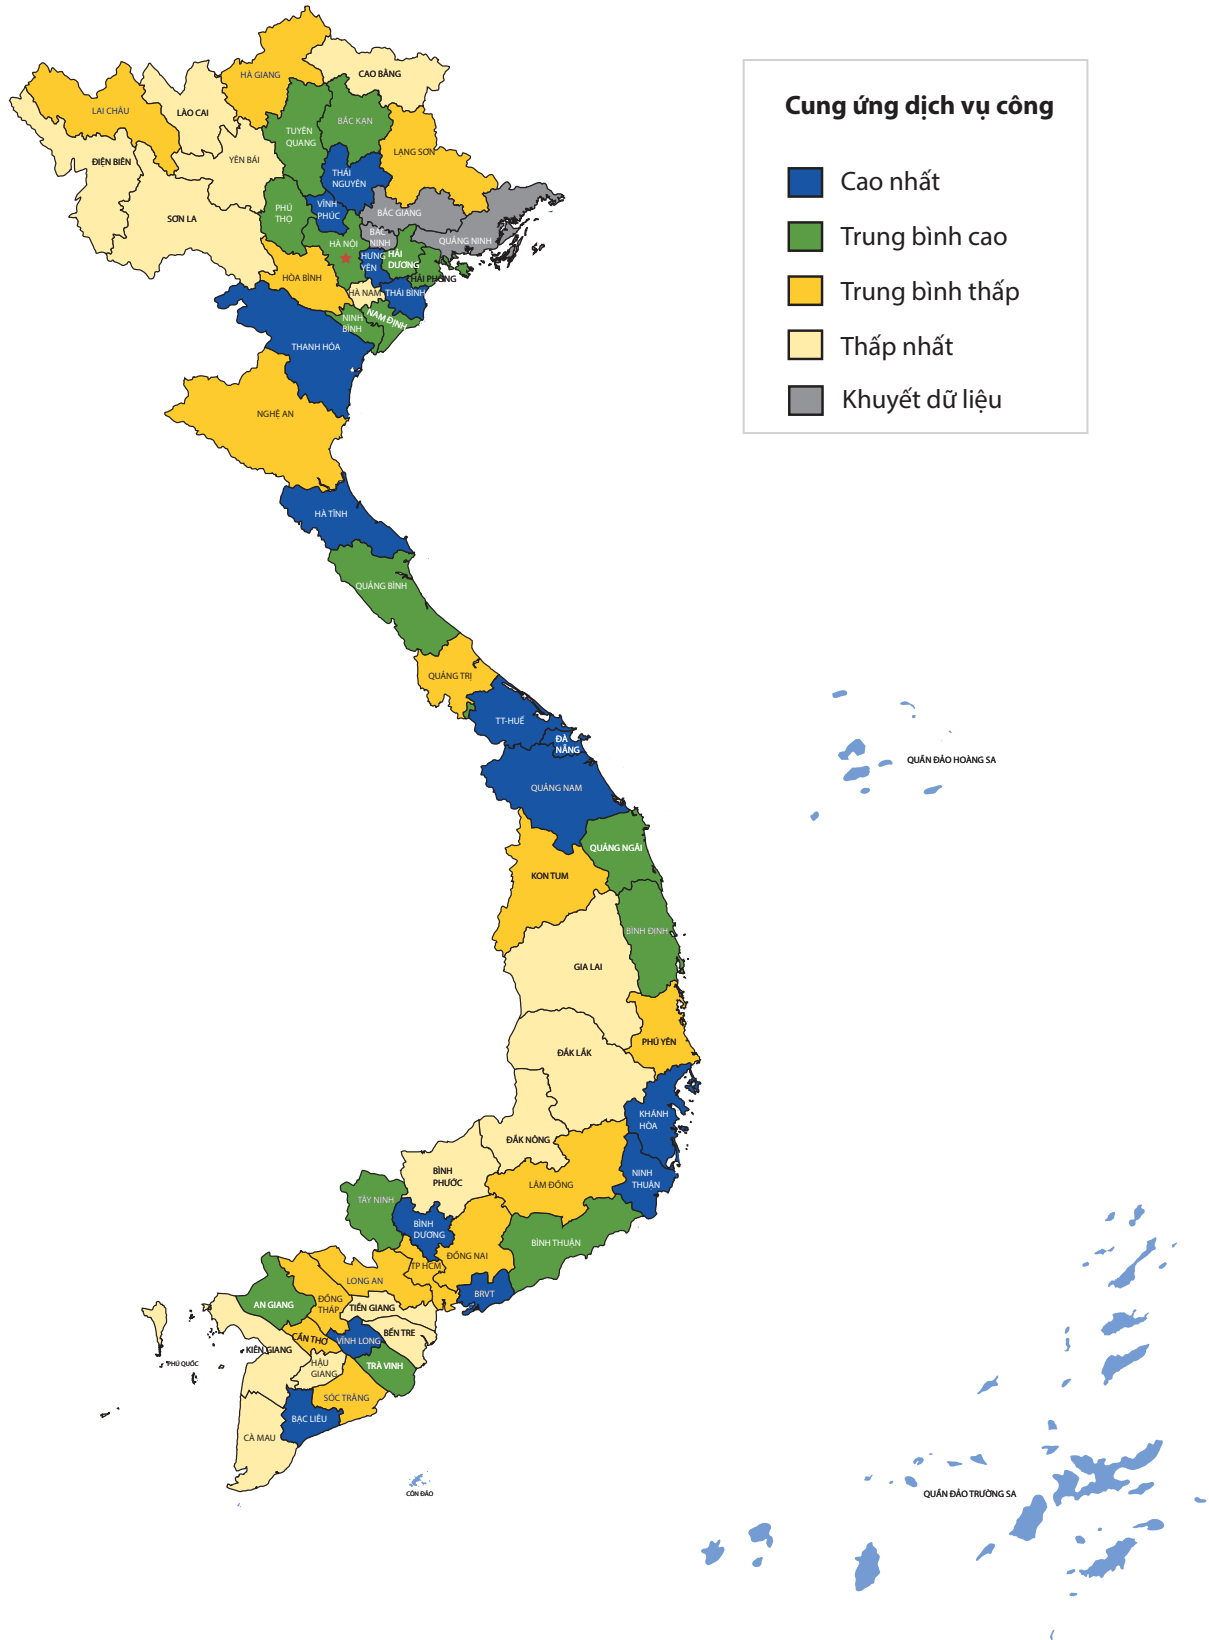 Cung ứng dịch vụ công
Cao nhất
Trung bình cao
Trung bình thấp
Thấp nhất
Khuyết dữ liệu
HÀ GIANG
CAO BẰNG
LAI CHÂU
LÀO CAI
BẮC KẠN
TUYÊN
QUANG
LẠNG SƠN
ĐIỆN BIÊN
YÊN BÁI
THÁI
NGUYÊN
SƠN LA
PHÚ
THỌ
VĨNH
PHÚC
BẮC GIANG
BẮC
NINH
QUẢNG NINH
HÀ NỘI
HƯNG
YÊN
HẢI
DƯƠNG
HẢI PHÒNG
HÒA BÌNH
HÀ NAM
THÁI BÌNH
NINH
BÌNH
NAM ĐỊNH
THANH HÓA
NGHỆ AN
HÀ TĨNH
QUẢNG BÌNH
QUẢNG TRỊ
TT-HUẾ
ĐÀ
NẴNG
QUẦN ĐẢO HOÀNG SA
QUẢNG NAM
QUẢNG NGÃI
KON TUM
BÌNH ĐỊNH
GIA LAI
PHÚ YÊN
ĐẮK LẮK
KHÁNH
HÒA
ĐẮK NÔNG
BÌNH
PHƯỚC
LÂM ĐỒNG
NINH
THUẬN
TÂY NINH
BÌNH
DƯƠNG
BÌNH THUẬN
ĐỒNG NAI
TP HCM
LONG AN
BRVT
AN GIANG
ĐỒNG
THÁP
TIỀN GIANG
CẦN THƠ
VĨNH LONG
BẾN TRE
KIÊN GIANG
PHÚ QUỐC
HẬU
GIANG
TRÀ VINH
SÓC TRĂNG
BẠC LIÊU
CÀ MAU
CÔN ĐẢO
QUẦN ĐẢO TRƯỜNG SA